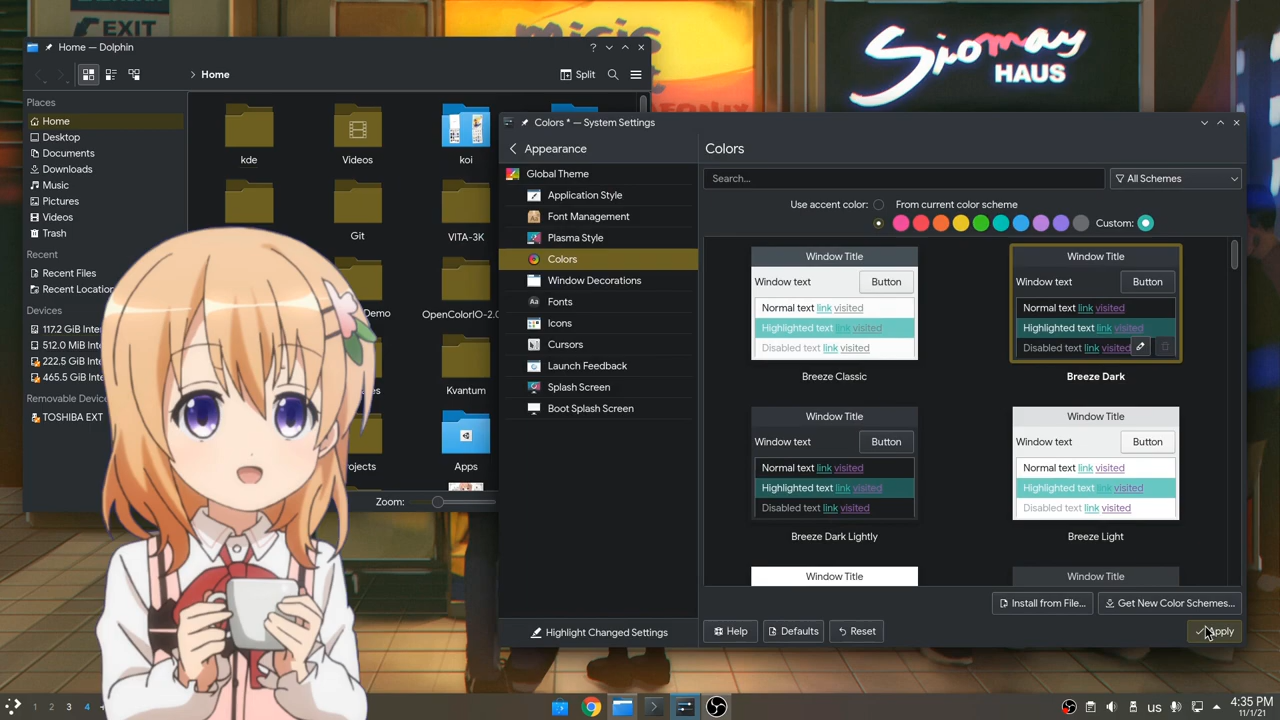 EXIT
Siomay
HAUS
Home — Dolphin
Home
Split
Places
Home
Desktop
Documents
Downloads
Music
Pictures
Videos
Trash
Recent
Recent Files
Recent Location
Devices
117.2 GiB Inte
512.0 MiB Int
222.5 GiB Inte
465.5 GiB Inte
Removable Device
TOSHIBA EXT
kde
Videos
koi
Git
VITA-3K
Demo
OpenColorIO-2.0
Kvantum
rojects
Apps
Zoom:
Colors * — System Settings
Appearance
Global Theme
Application Style
Font Management
Plasma Style
Colors
Window Decorations
Fonts
Icons
Cursors
Launch Feedback
Splash Screen
Boot Splash Screen
Highlight Changed Settings
Colors
Search...
All Schemes
Use accent color:
From current color scheme
Custom:
Window Title
Window text
Button
Normal text link visited
Highlighted text link visited
Disabled text link visited
Breeze Classic
Window Title
Window text
Button
Normal text link visited
Highlighted text link visited
Disabled text link visited
Breeze Dark
Window Title
Window text
Button
Normal text link visited
Highlighted text link visited
Disabled text link visited
Breeze Dark Lightly
Window Title
Window text
Button
Normal text link visited
Highlighted text link visited
Disabled text link visited
Breeze Light
Window Title
Window Title
Install from File...
Get New Color Schemes...
Help
Defaults
Reset
Apply
1 2 3 4
US
4:35 PM
11/1/21